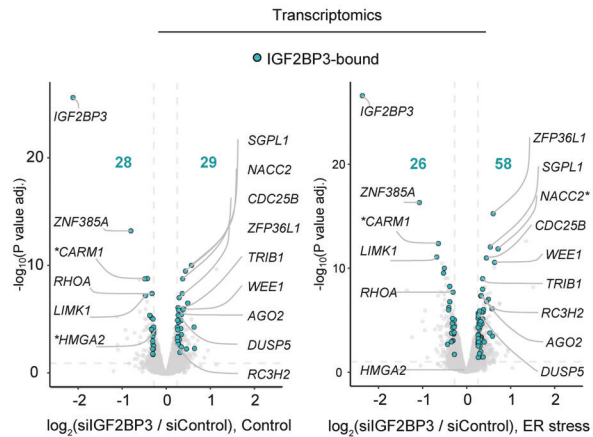 Transcriptomics
IGF2BP3-bound
-log10(P value adj.)
20
10
0
28
29
IGF2BP3
ZNF385A
*CARM1
RHOA
LIMK1
*HMGA2
SGPL1
NACC2
CDC25B
ZFP36L1
TRIB1
WEE1
AGO2
DUSP5
RC3H2
-2
-1
0
1
2
log2(siIGF2BP3 / siControl), Control
-log10(P value adj.)
20
10
0
26
58
IGF2BP3
ZNF385A
*CARM1
LIMK1
RHOA
HMGA2
ZFP36L1
SGPL1
NACC2*
CDC25B
WEE1
TRIB1
RC3H2
AGO2
DUSP5
-2
-1
0
1
2
log2(siIGF2BP3 / siControl), ER stress